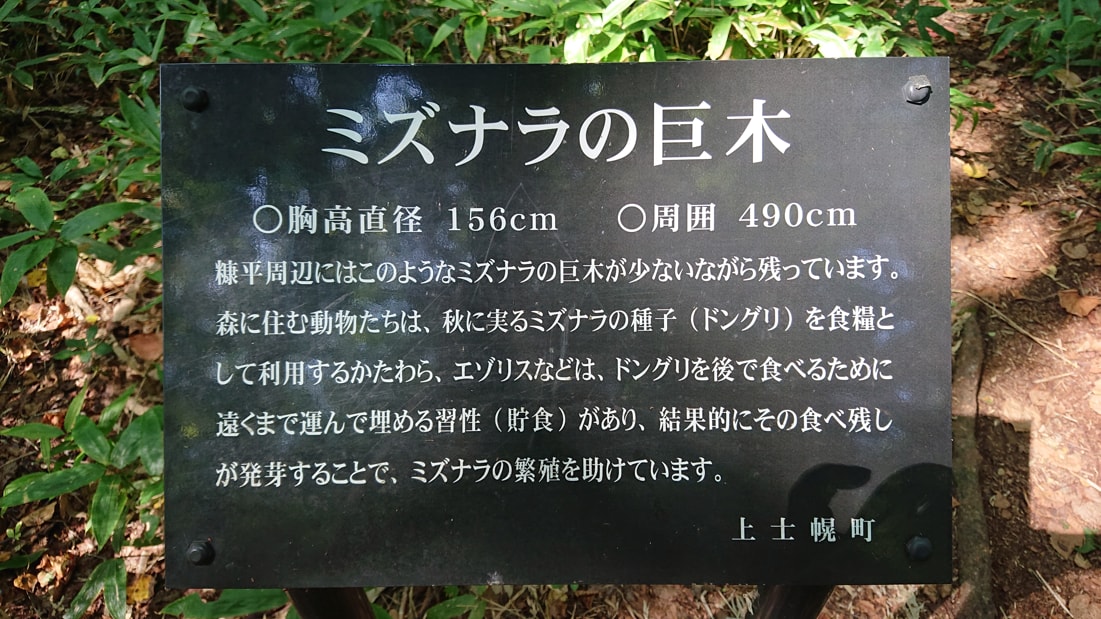 ミズナラの巨木
○胸高直径 156cm ○周囲 490cm
糠平周辺にはこのようなミズナラの巨木が少ないながら残っています。
森に住む動物たちは、秋に実るミズナラの種子（ドングリ）を食糧と
して利用するかたわら、エゾリスなどは、ドングリを後で食べるために
遠くまで運んで埋める習性（貯食）があり、結果的にその食べ残し
が発芽することで、ミズナラの繁殖を助けています。
上士幌町